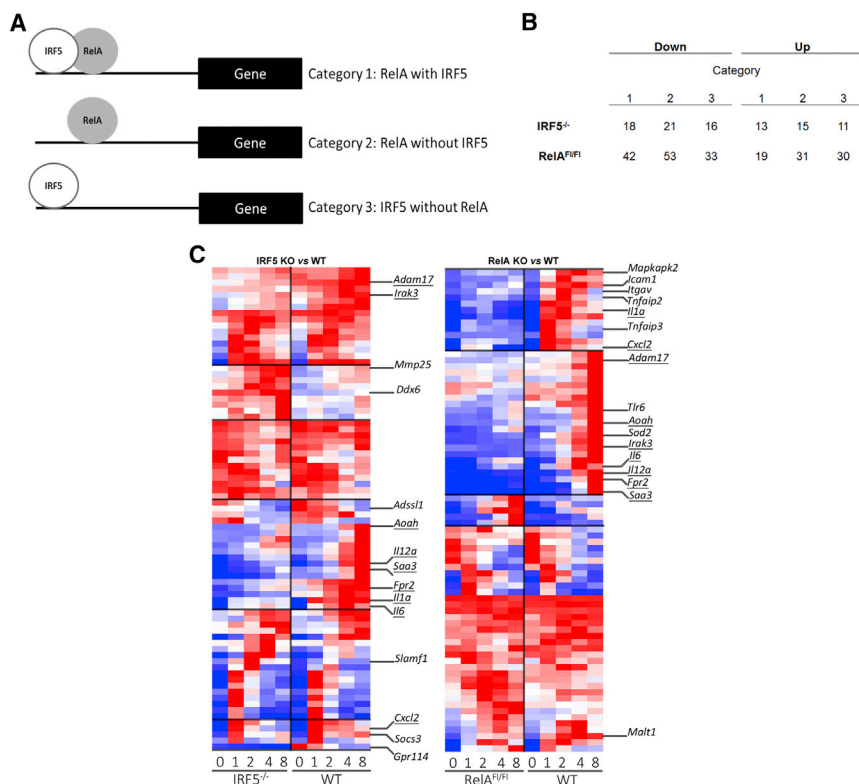 A
IRF5 RelA
Gene
Category 1: RelA with IRF5
RelA
Gene
Category 2: RelA without IRF5
IRF5
Gene
Category 3: IRF5 without RelA
B
Down Up
Category
1 2 3 1 2 3
IRF5-/- 18 21 16 13 15 11
RelAFl/Fl 42 53 33 19 31 30
C
IRF5 KO vs WT
Adam17
Irak3
Mmp25
Ddx6
Adssl1
Aoah
Il12a
Saa3
Fpr2
Il1a
Il6
Slamf1
Cxcl2
Socs3
Gpr114
0 1 2 4 8 0 1 2 4 8
IRF5-/- WT
RelA KO vs WT
Mapkapk2
Icam1
Itgav
Tnfaip2
Il1a
Tnfaip3
Cxcl2
Adam17
Tlr6
Aoah
Sod2
Irak3
Il6
Il12a
Fpr2
Saa3
Malt1
0 1 2 4 8 0 1 2 4 8
RelAFl/Fl WT